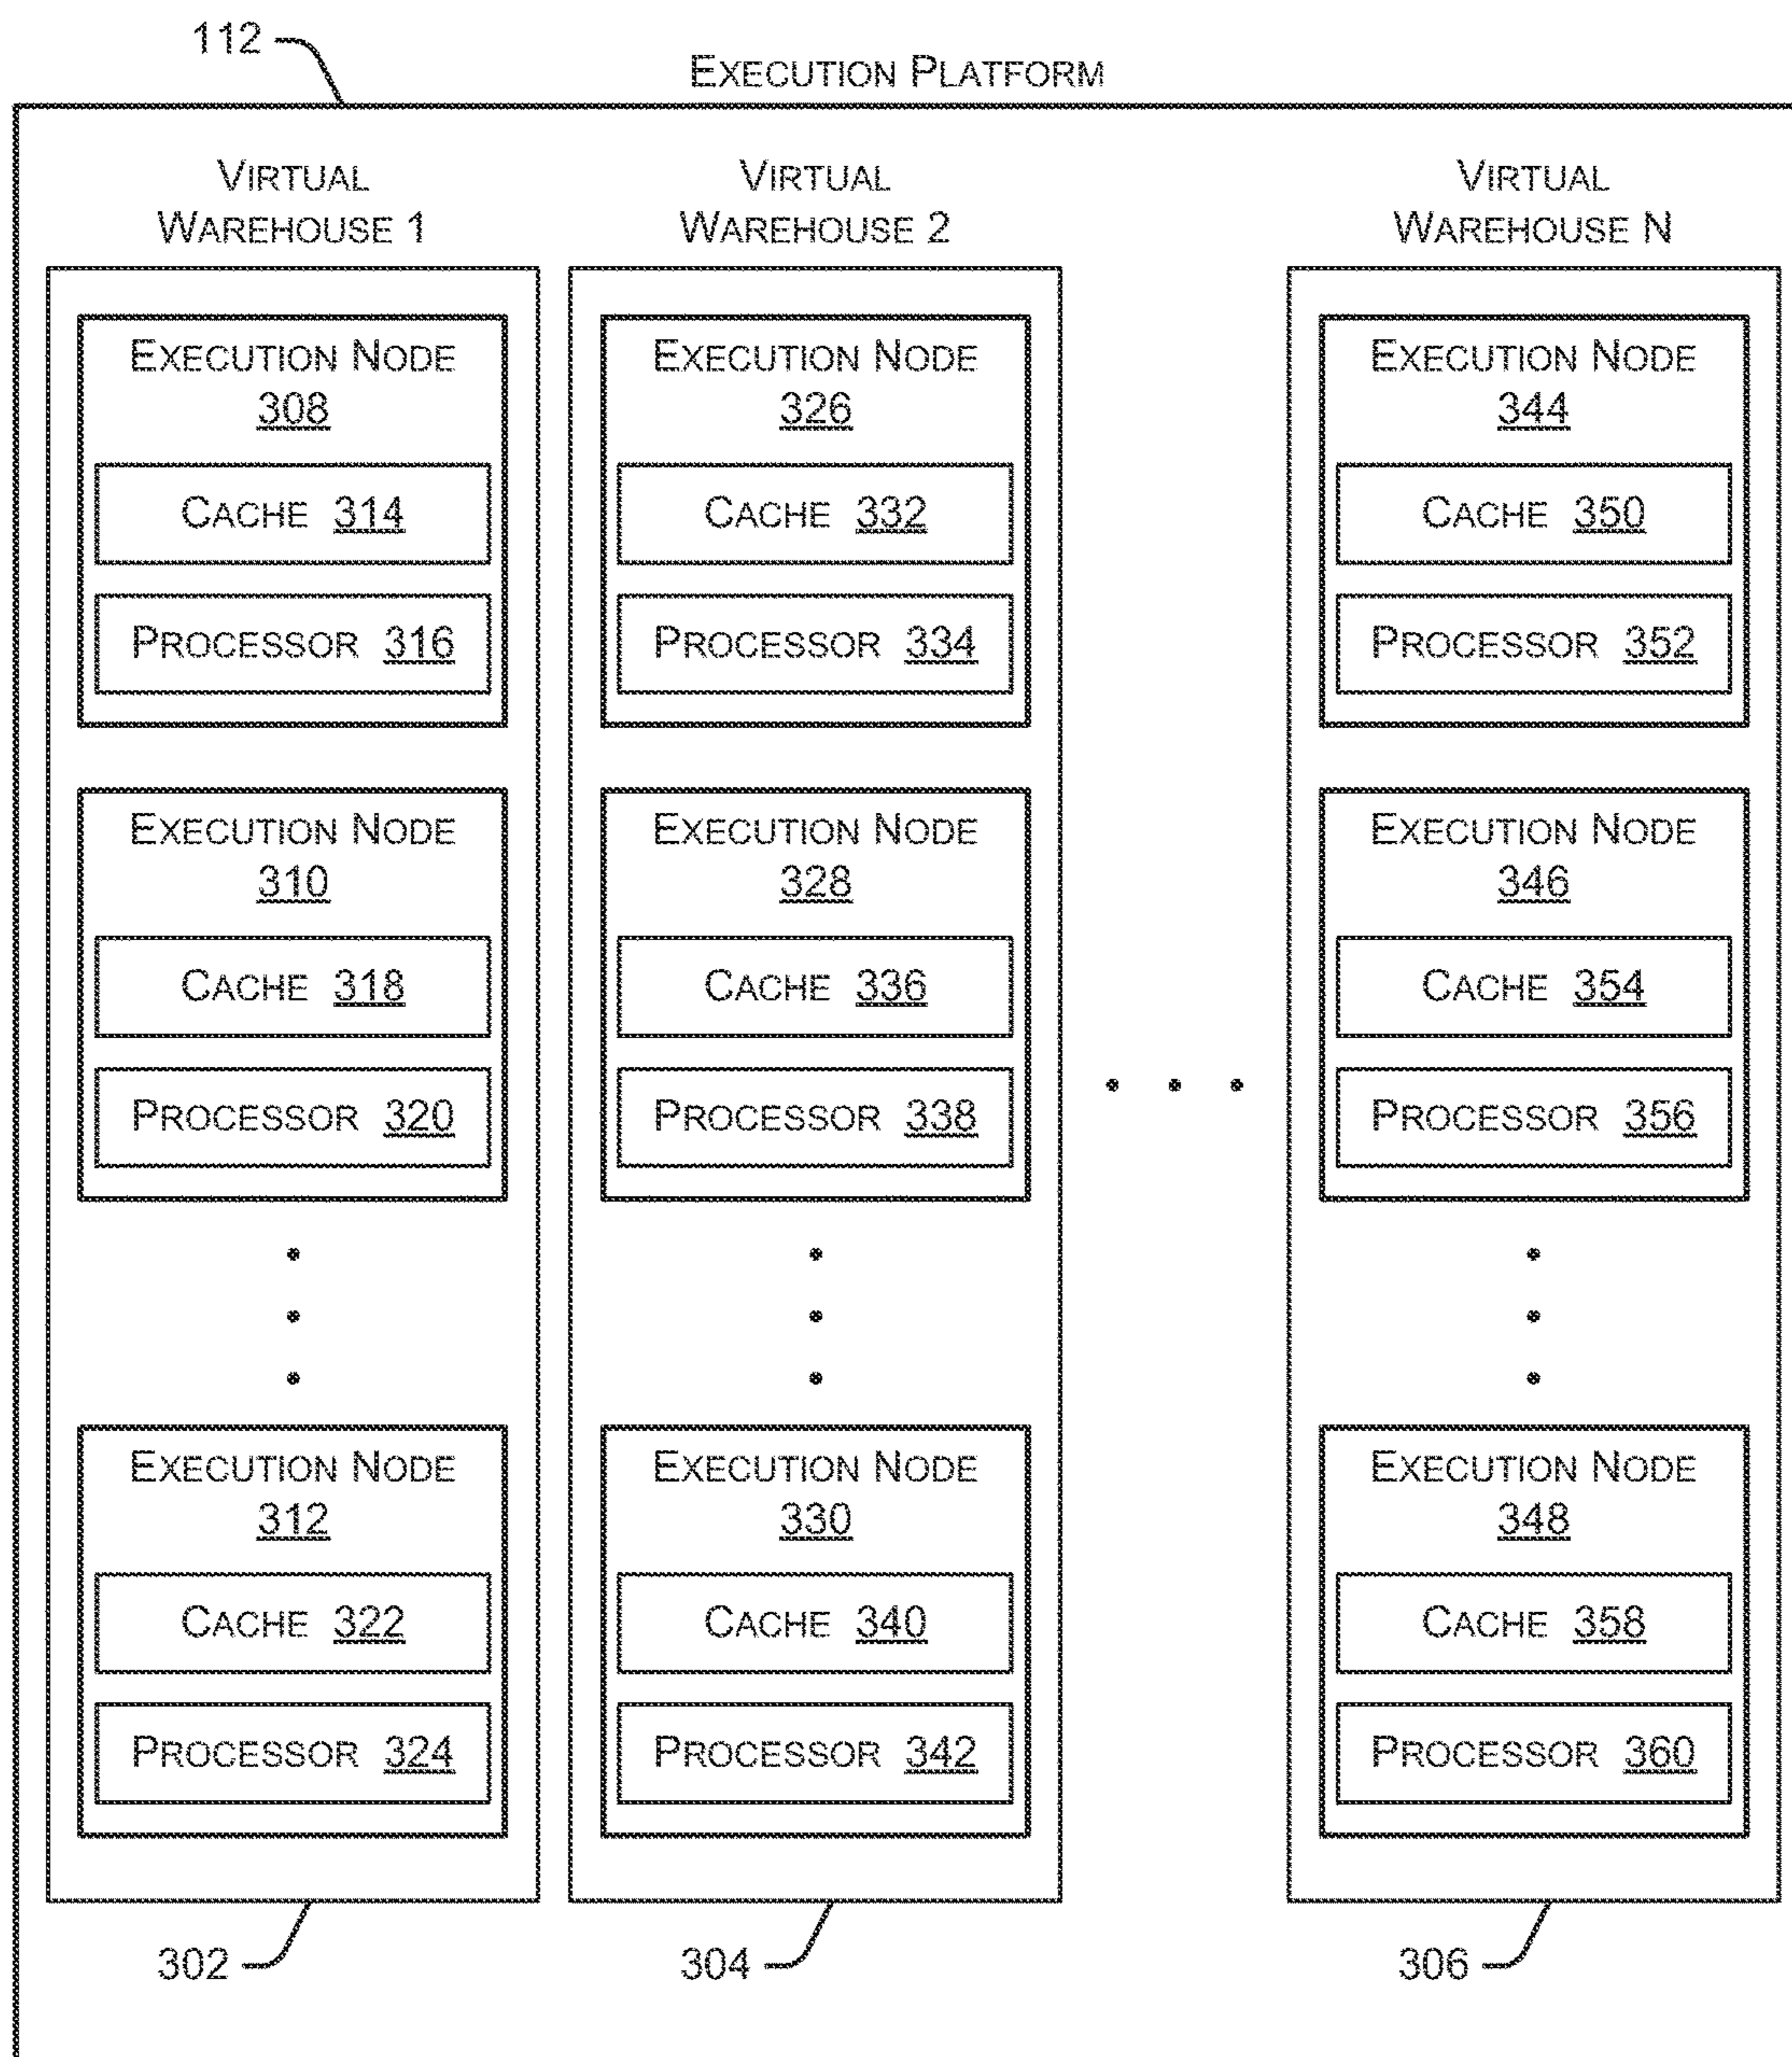 112
EXECUTION PLATFORM
VIRTUAL
WAREHOUSE 1
EXECUTION NODE
308
CACHE 314
PROCESSOR 316
EXECUTION NODE
310
CACHE 318
PROCESSOR 320
EXECUTION NODE
312
CACHE 322
PROCESSOR 324
302
VIRTUAL
WAREHOUSE 2
EXECUTION NODE
326
CACHE 332
PROCESSOR 334
EXECUTION NODE
328
CACHE 336
PROCESSOR 338
EXECUTION NODE
330
CACHE 340
PROCESSOR 342
304
VIRTUAL
WAREHOUSE N
EXECUTION NODE
344
CACHE 350
PROCESSOR 352
EXECUTION NODE
346
CACHE 354
PROCESSOR 356
EXECUTION NODE
348
CACHE 358
PROCESSOR 360
306